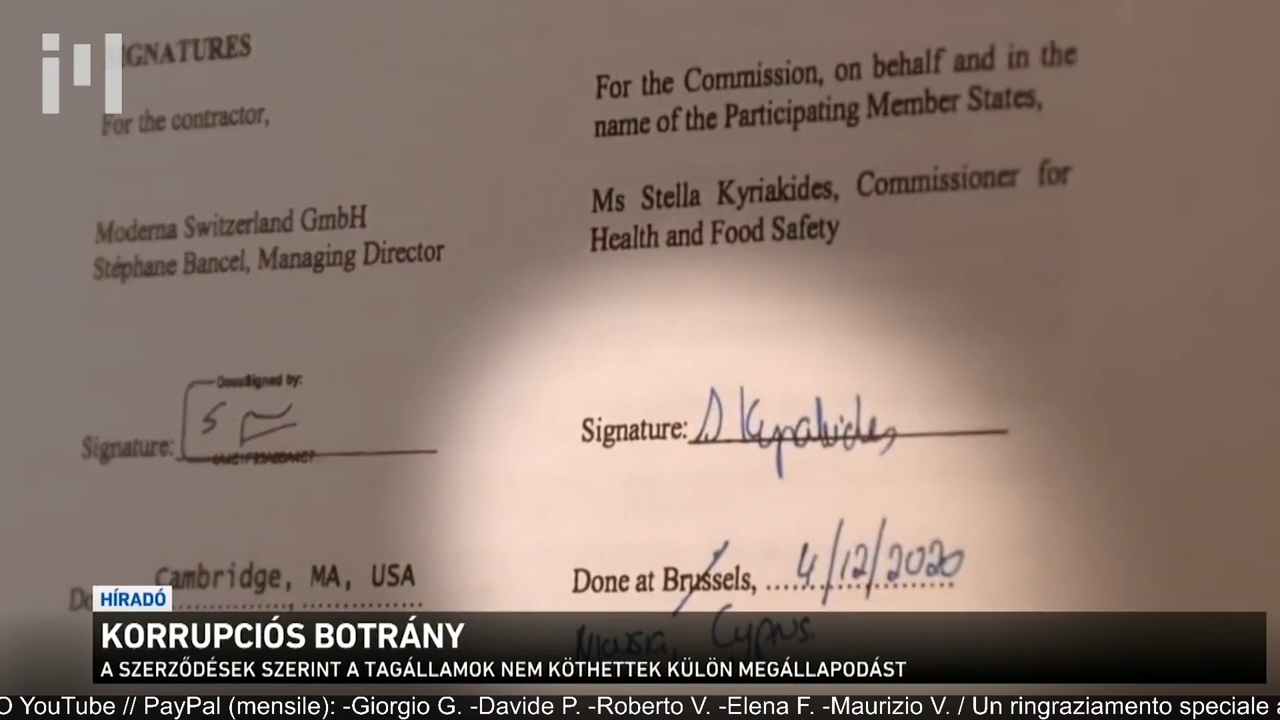 SIGNATURES
For the contractor,
Moderna Switzerland GmbH
Stéphane Bancel, Managing Director
DocuSigned by:
Signature:
Cambridge, MA, USA
For the Commission, on behalf and in the
name of the Participating Member States,
Ms Stella Kyriakides, Commissioner for
Health and Food Safety
Signature: S Kyriakides
Done at Brussels, 4/12/2020
Nicosia, Cyprus.
HÍRADÓ
KORRUPCIÓS BOTRÁNY
A SZERZŐDÉSEK SZERINT A TAGÁLLAMOK NEM KÖTHETTEK KÜLÖN MEGÁLLAPODÁST
O YouTube // PayPal (mensile): -Giorgio G. -Davide P. -Roberto V. -Elena F. -Maurizio V. / Un ringraziamento speciale a